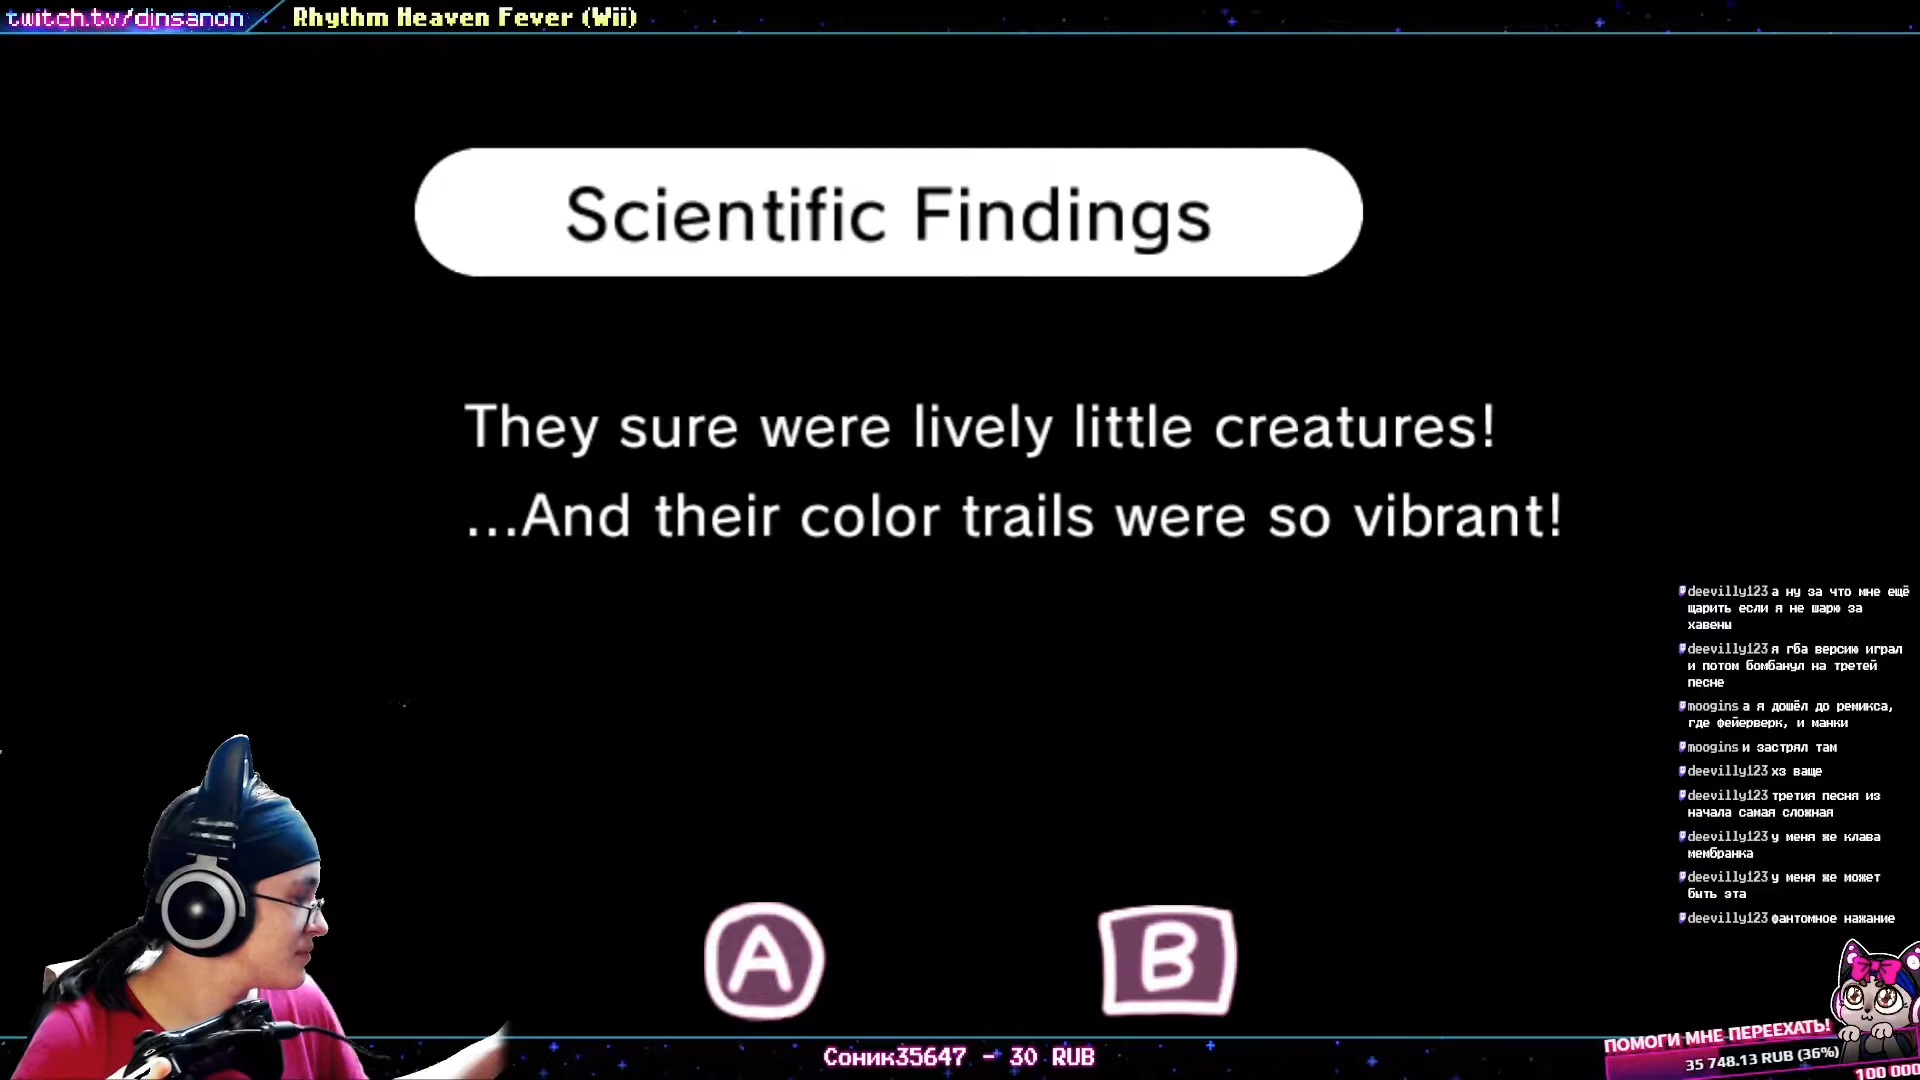 twitch.tv/dinsanon
Rhythm Heaven Fever (Wii)
Scientific Findings
They sure were lively little creatures!
...And their color trails were so vibrant!
deevilly123 а ну за что мне ещё
щарить если я не шарю за
хавены
deevilly123 я гба версию играл
и потом бомбанул на третей
песне
moogins а я дошёл до ремикса,
где фейерверк, и манки
moogins и застрял там
deevilly123 хз ваще
deevilly123 третия песня из
начала самая сложная
deevilly123 у меня же клава
мембранка
deevilly123 у меня же может
быть эта
deevilly123 фантомное нажание
A
B
ПОМОГИ МНЕ ПЕРЕЕХАТЬ!
35 748.13 RUB (36%)
100 000
Соник35647 - 30 RUB